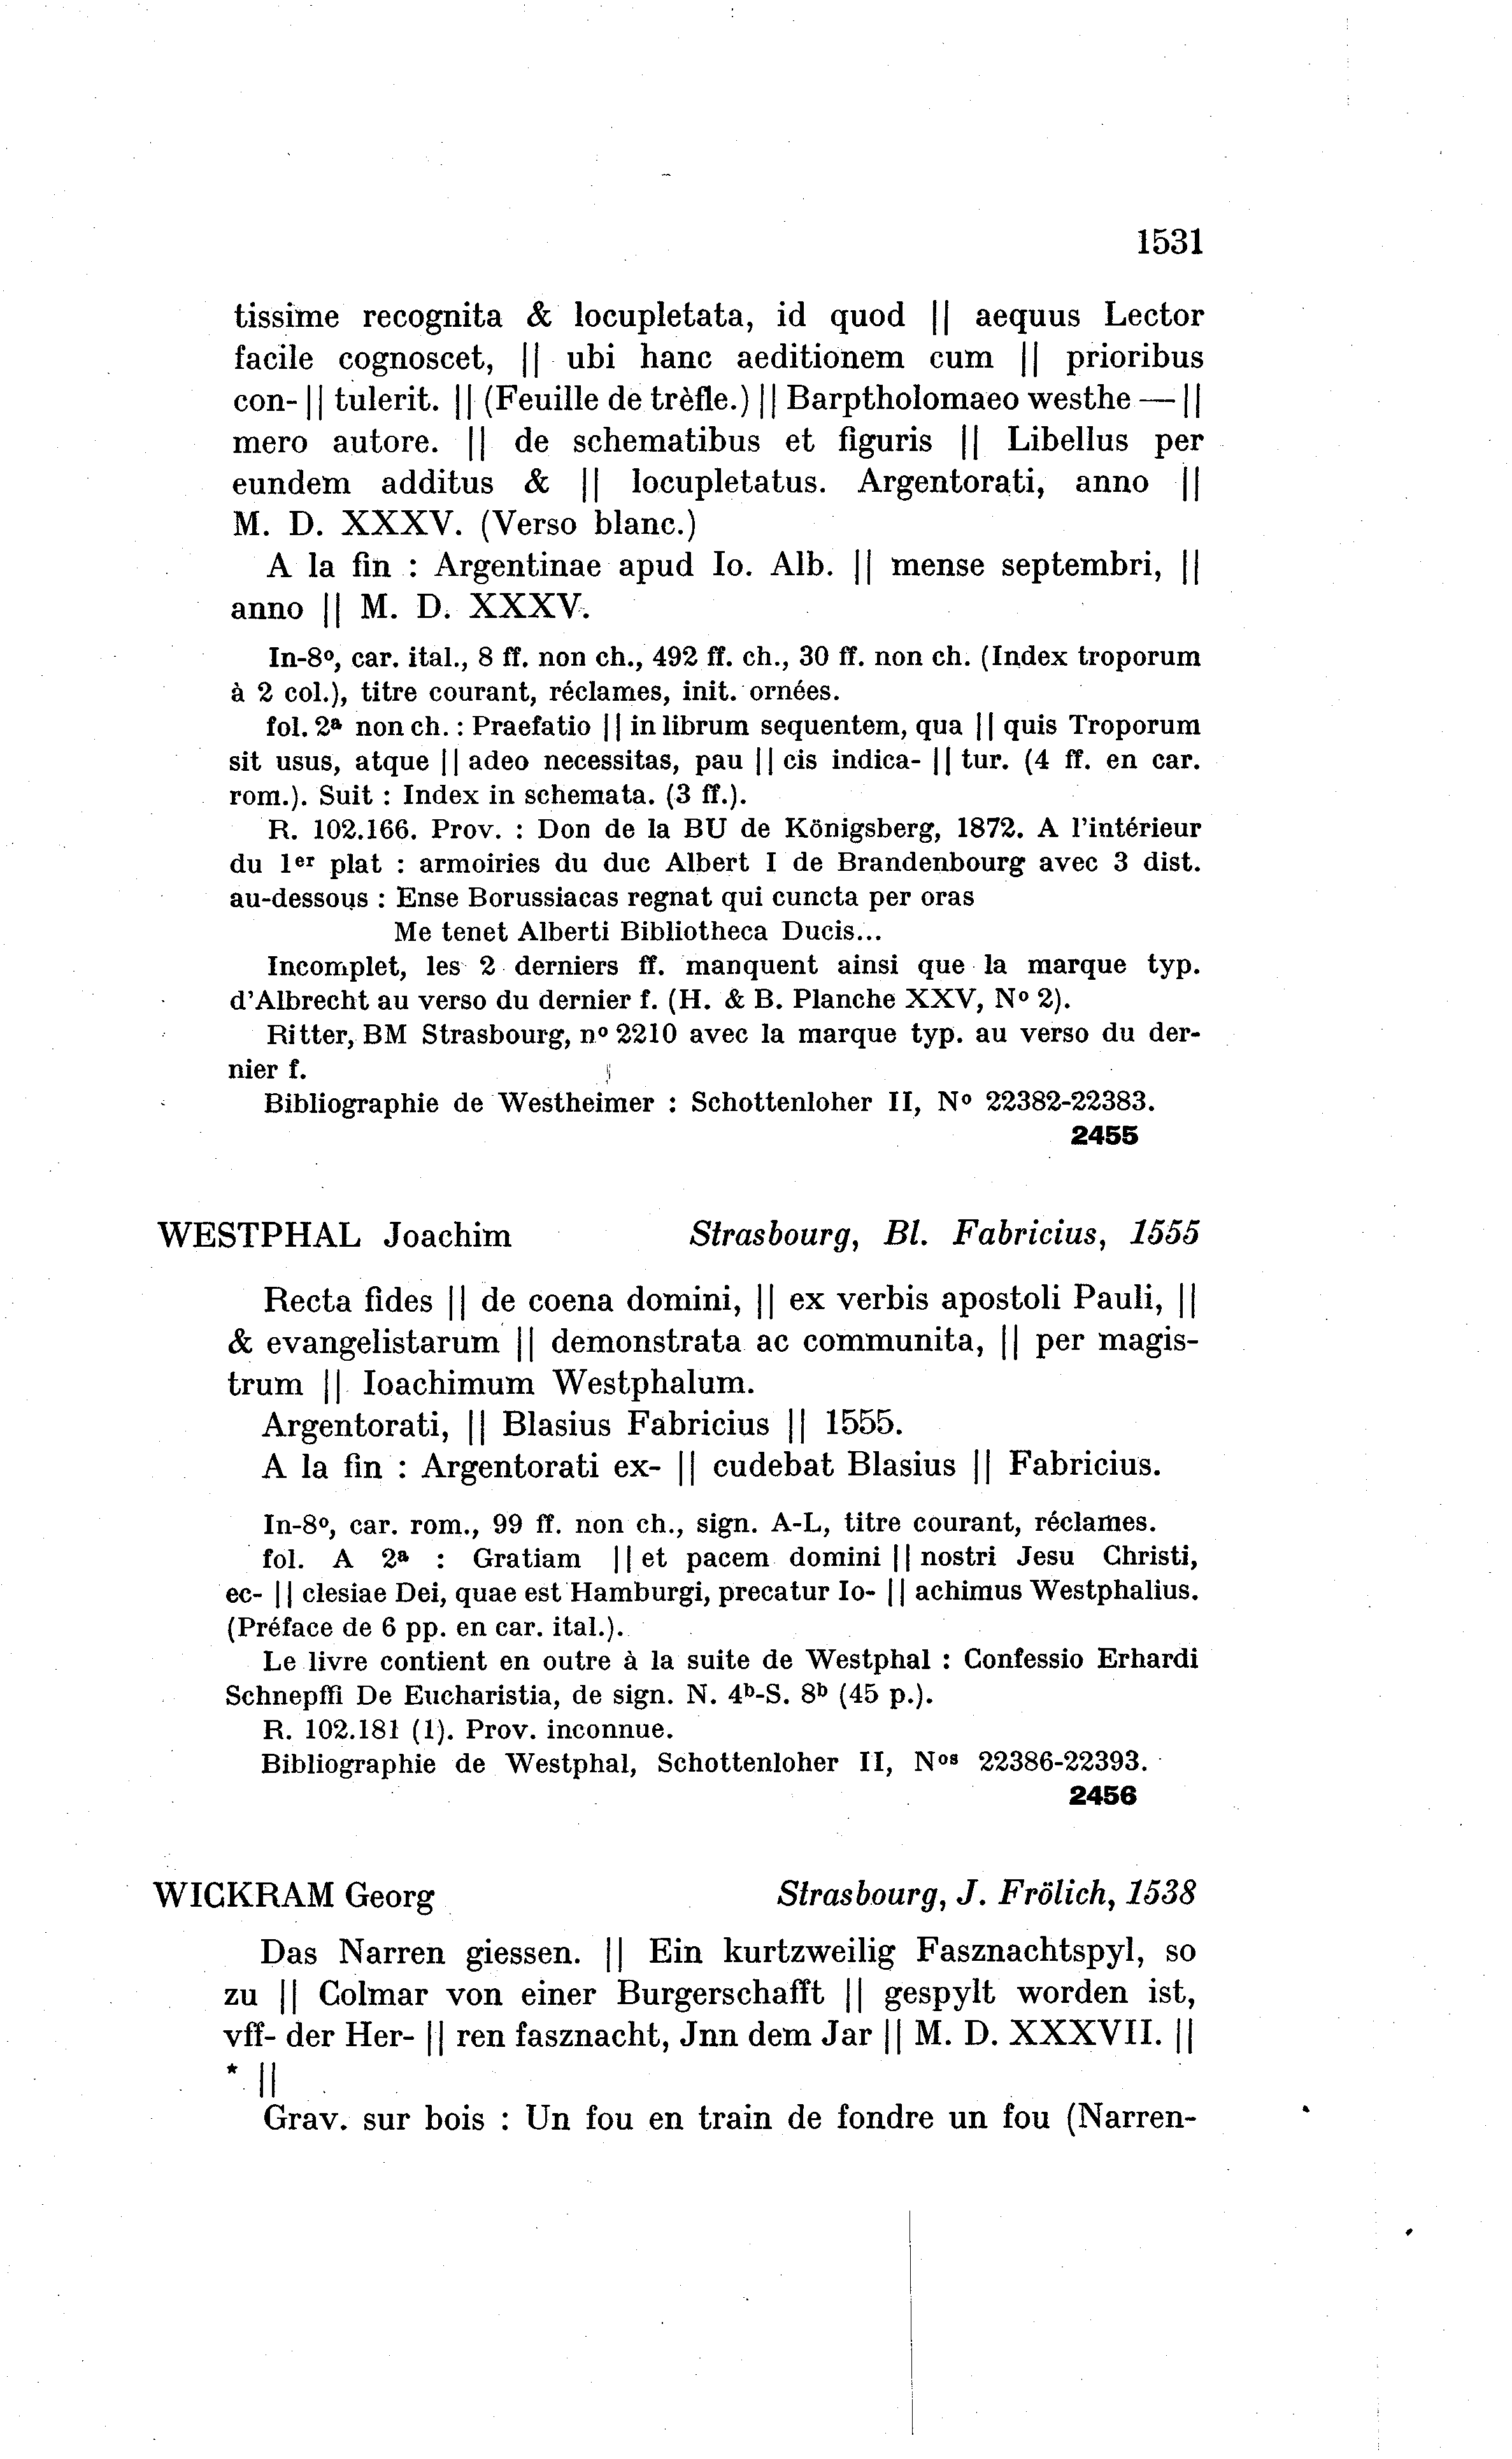 1531
tissime recognita & locupletata, id quod || aequus Lector
facile cognoscet, || ubi hanc aeditionem cum || prioribus
con- || tulerit. || (Feuille de trèfle.) || Barptholomaeo westhe — ||
mero autore. || de schematibus et figuris || Libellus per
eundem additus & || locupletatus. Argentorati, anno ||
M. D. XXXV. (Verso blanc.)
A la fin : Argentinae apud Io. Alb. || mense septembri, ||
anno || M. D. XXXV.
In-8º, car. ital., 8 ff. non ch., 492 ff. ch., 30 ff. non ch. (Index troporum
à 2 col.), titre courant, réclames, init. ornées.
fol. 2ª non ch. : Praefatio || in librum sequentem, qua || quis Troporum
sit usus, atque || adeo necessitas, pau || cis indica- || tur. (4 ff. en car.
rom.). Suit : Index in schemata. (3 ff.).
R. 102.166. Prov. : Don de la BU de Königsberg, 1872. A l'intérieur
du 1er plat : armoiries du duc Albert I de Brandenbourg avec 3 dist.
au-dessous : Ense Borussiacas regnat qui cuncta per oras
Me tenet Alberti Bibliotheca Ducis...
Incomplet, les 2 derniers ff. manquent ainsi que la marque typ.
d'Albrecht au verso du dernier f. (H. & B. Planche XXV, Nº 2).
Ritter, BM Strasbourg, nº 2210 avec la marque typ. au verso du der-
nier f.
Bibliographie de Westheimer : Schottenloher II, Nº 22382-22383.
2455
WESTPHAL Joachim Strasbourg, Bl. Fabricius, 1555
Recta fides || de coena domini, || ex verbis apostoli Pauli, ||
& evangelistarum || demonstrata ac communita, || per magis-
trum || Ioachimum Westphalum.
Argentorati, || Blasius Fabricius || 1555.
A la fin : Argentorati ex- || cudebat Blasius || Fabricius.
In-8º, car. rom., 99 ff. non ch., sign. A-L, titre courant, réclames.
fol. A 2ª : Gratiam || et pacem domini || nostri Jesu Christi,
ec- || clesiae Dei, quae est Hamburgi, precatur Io- || achimus Westphalius.
(Préface de 6 pp. en car. ital.).
Le livre contient en outre à la suite de Westphal : Confessio Erhardi
Schnepffi De Eucharistia, de sign. N. 4ᵇ-S. 8ᵇ (45 p.).
R. 102.181 (1). Prov. inconnue.
Bibliographie de Westphal, Schottenloher II, Nos 22386-22393.
2456
WICKRAM Georg Strasbourg, J. Frölich, 1538
Das Narren giessen. || Ein kurtzweilig Fasznachtspyl, so
zu || Colmar von einer Burgerschafft || gespylt worden ist,
vff- der Her- || ren fasznacht, Jnn dem Jar || M. D. XXXVII. ||
* ||
Grav. sur bois : Un fou en train de fondre un fou (Narren-